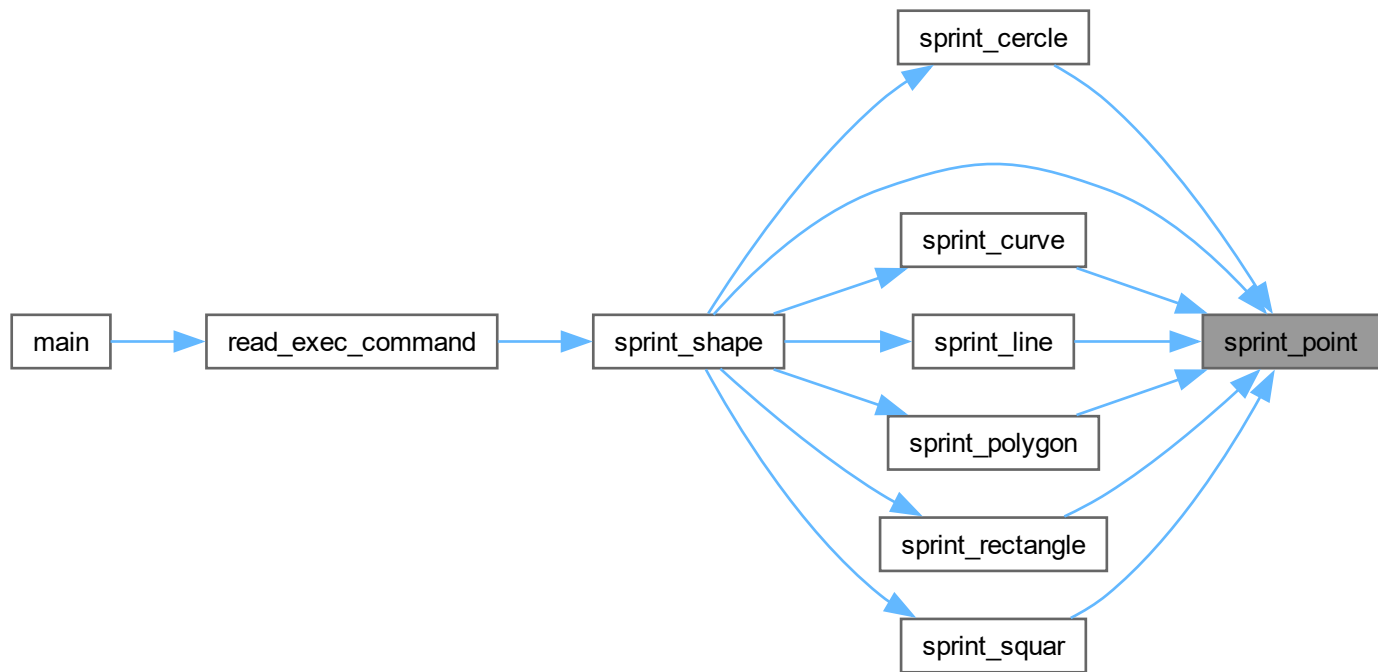 sprint_cercle
sprint_curve
main
read_exec_command
sprint_shape
sprint_line
sprint_point
sprint_polygon
sprint_rectangle
sprint_squar